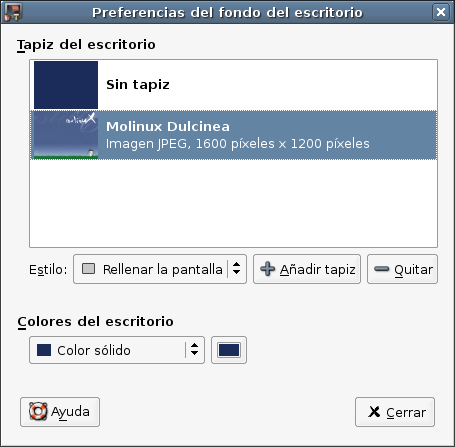 Preferencias del fondo del escritorio
Tapiz del escritorio
Sin tapiz
Molinux Dulcinea
Imagen JPEG, 1600 píxeles x 1200 píxeles
Estilo: Rellenar la pantalla Añadir tapiz Quitar
Colores del escritorio
Color sólido
Ayuda Cerrar